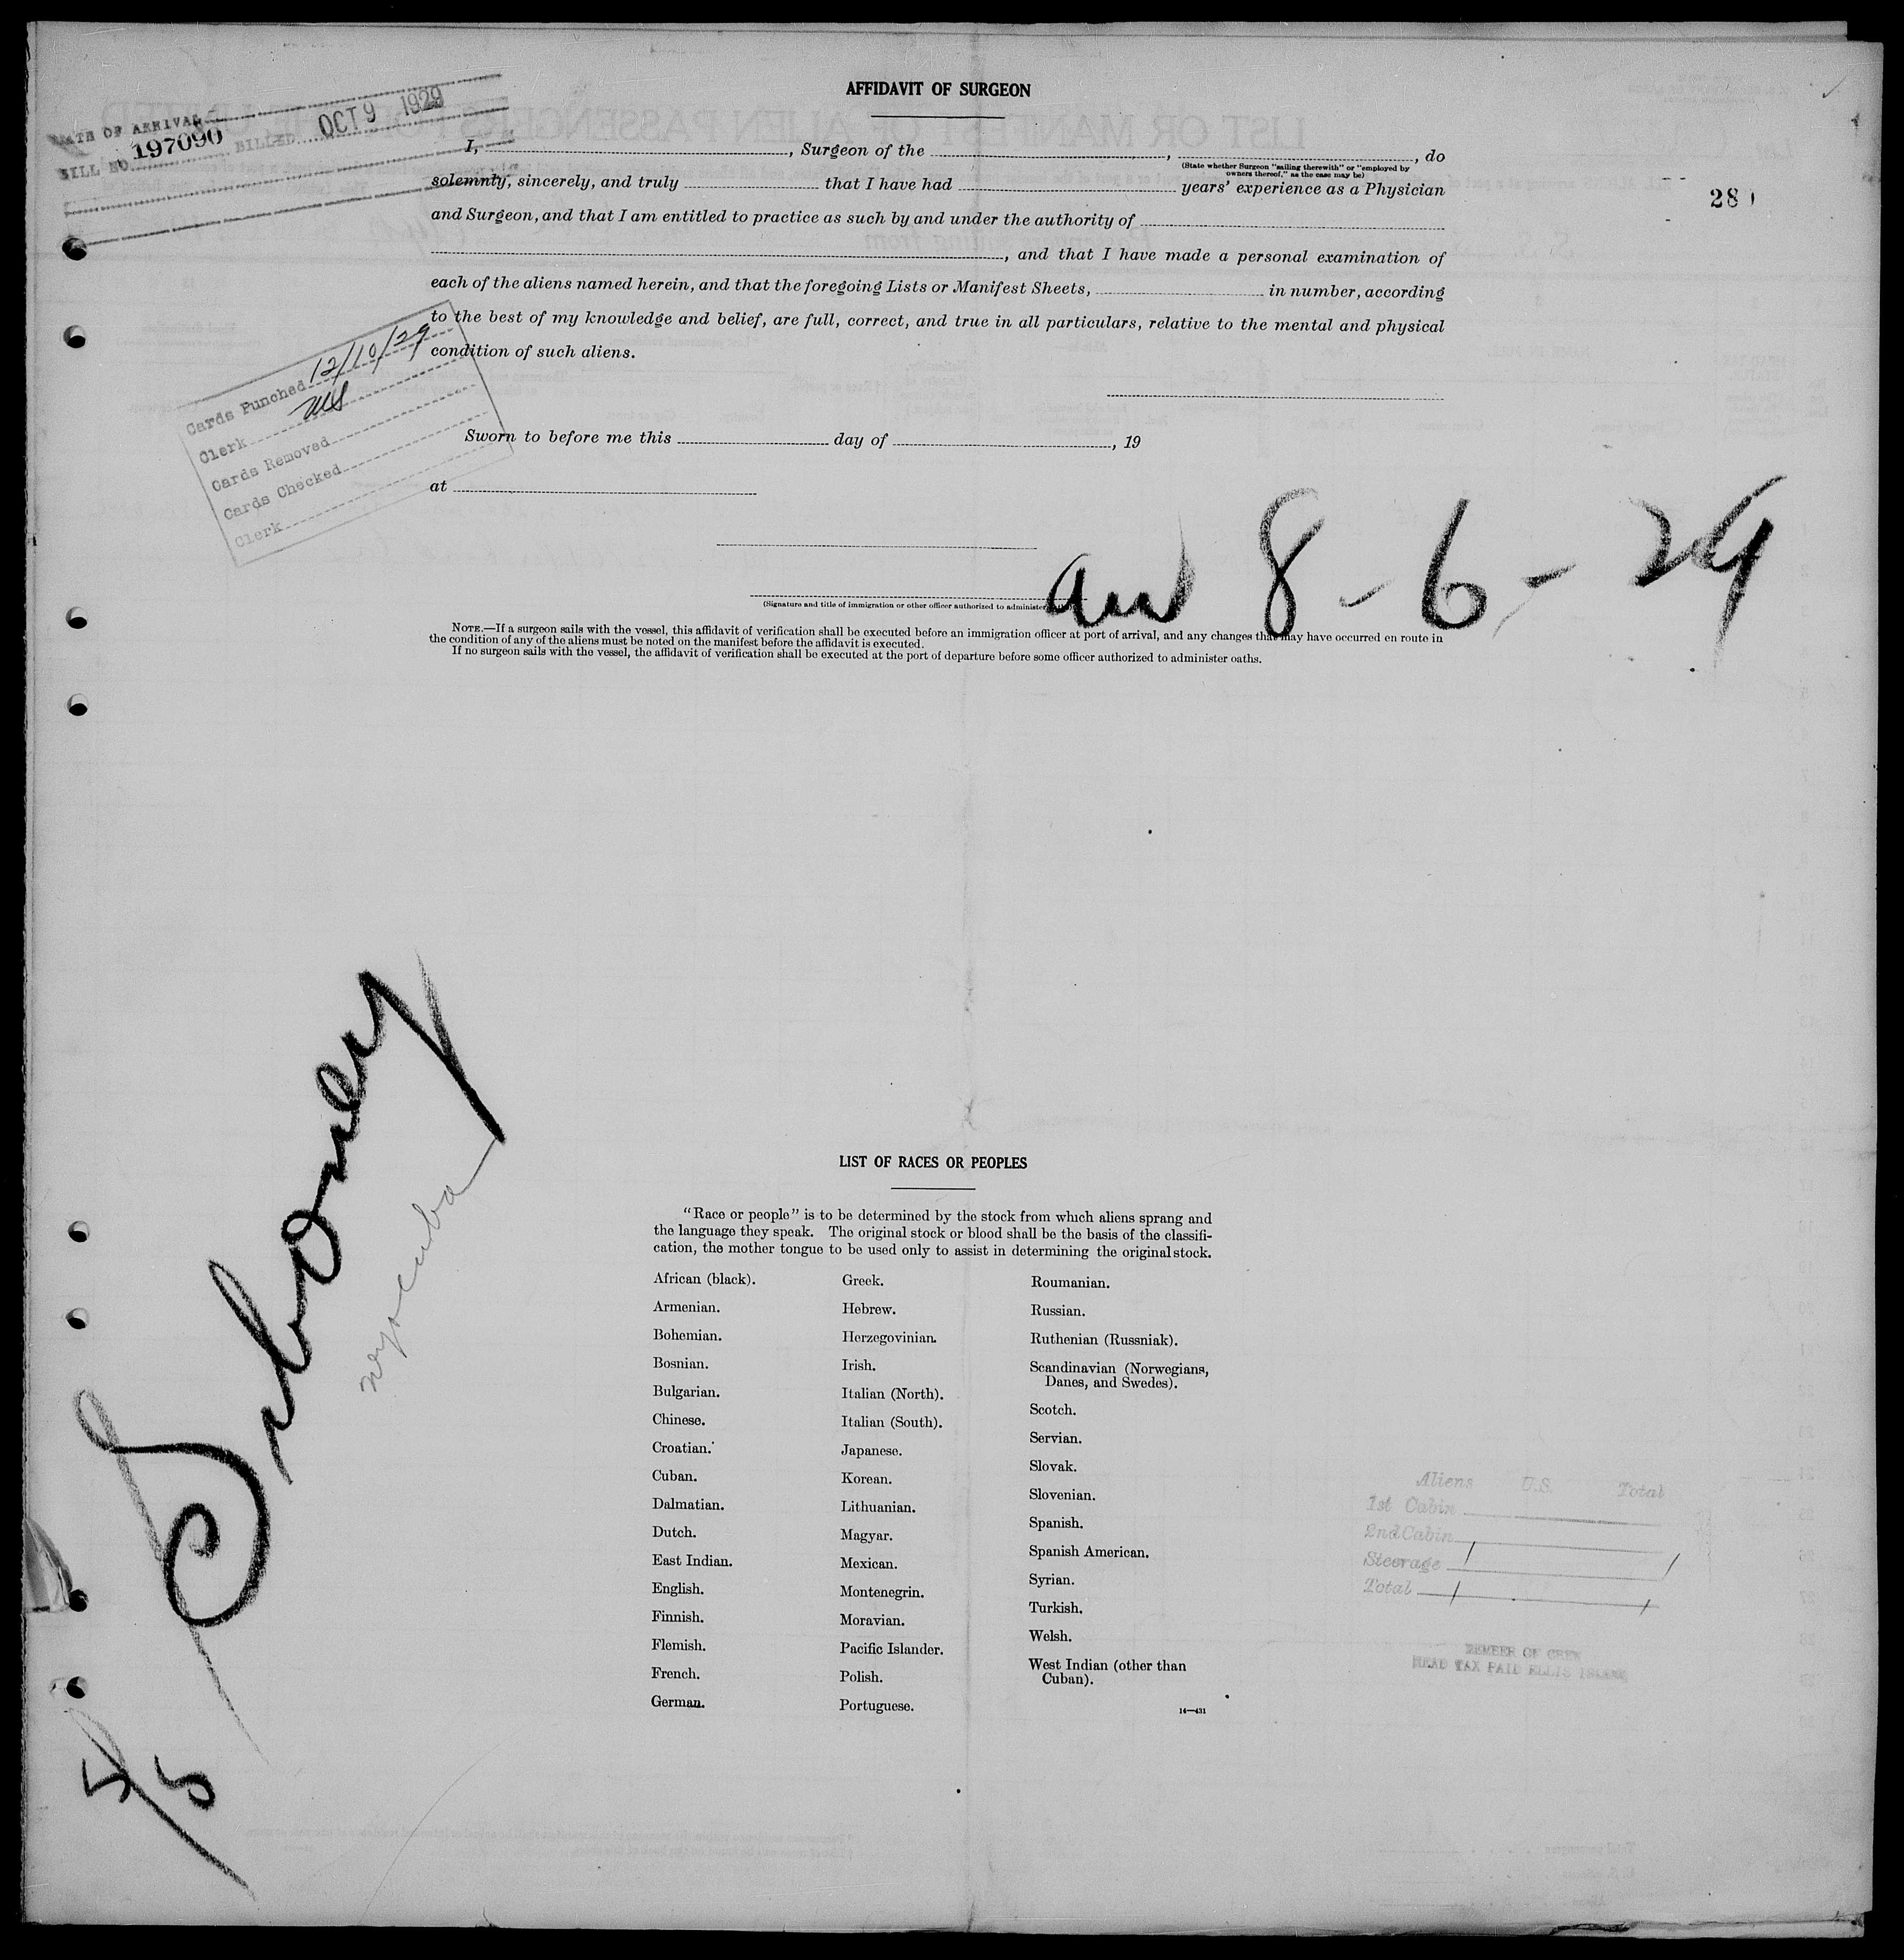 AFFIDAVIT OF SURGEON
DATE OF ARRIVAL
BILL NO. 197090 BILLED OCT 9 1929
I, , Surgeon of the , , do
(State whether Surgeon "sailing therewith" or "employed by
owners thereof," as the case may be)
solemnly, sincerely, and truly that I have had years' experience as a Physician
28
and Surgeon, and that I am entitled to practice as such by and under the authority of
, and that I have made a personal examination of
each of the aliens named herein, and that the foregoing Lists or Manifest Sheets, in number, according
to the best of my knowledge and belief, are full, correct, and true in all particulars, relative to the mental and physical
condition of such aliens.
Cards Punched 12/10/29
Clerk
Cards Removed
Cards Checked
Clerk
Sworn to before me this day of , 19
at
8-6-29
(Signature and title of immigration or other officer authorized to administer
NOTE.—If a surgeon sails with the vessel, this affidavit of verification shall be executed before an immigration officer at port of arrival, and any changes that may have occurred en route in
the condition of any of the aliens must be noted on the manifest before the affidavit is executed.
If no surgeon sails with the vessel, the affidavit of verification shall be executed at the port of departure before some officer authorized to administer oaths.
Siboney
nyocuba
5/5
LIST OF RACES OR PEOPLES
"Race or people" is to be determined by the stock from which aliens sprang and
the language they speak. The original stock or blood shall be the basis of the classifi-
cation, the mother tongue to be used only to assist in determining the original stock.
African (black).
Armenian.
Bohemian.
Bosnian.
Bulgarian.
Chinese.
Croatian.
Cuban.
Dalmatian.
Dutch.
East Indian.
English.
Finnish.
Flemish.
French.
German.
Greek.
Hebrew.
Herzegovinian.
Irish.
Italian (North).
Italian (South).
Japanese.
Korean.
Lithuanian.
Magyar.
Mexican.
Montenegrin.
Moravian.
Pacific Islander.
Polish.
Portuguese.
Roumanian.
Russian.
Ruthenian (Russniak).
Scandinavian (Norwegians,
Danes, and Swedes).
Scotch.
Servian.
Slovak.
Slovenian.
Spanish.
Spanish American.
Syrian.
Turkish.
Welsh.
West Indian (other than
Cuban).
14—431
Aliens U.S. Total
1st Cabin
2nd Cabin
Steerage / /
Total / /
MEMBER OF CREW
HEAD TAX PAID ELLIS ISLAND